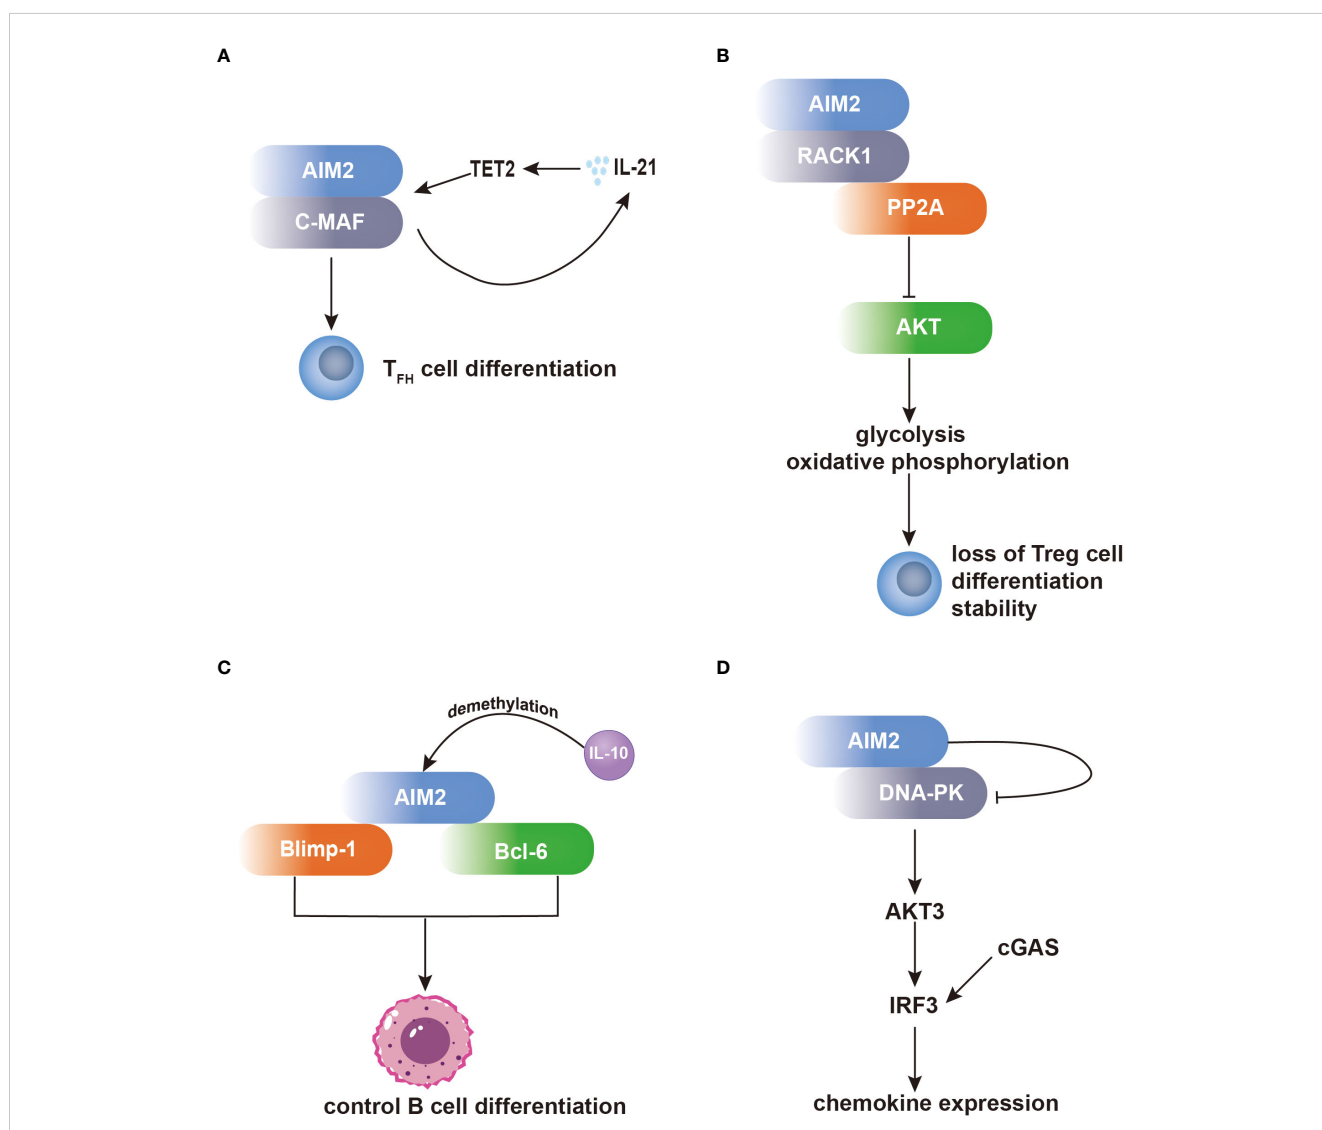 A
AIM2
C-MAF
TET2
IL-21
TFH cell differentiation
B
AIM2
RACK1
PP2A
AKT
glycolysis
oxidative phosphorylation
loss of Treg cell
differentiation
stability
C
demethylation
IL-10
AIM2
Blimp-1
Bcl-6
control B cell differentiation
D
AIM2
DNA-PK
AKT3
cGAS
IRF3
chemokine expression